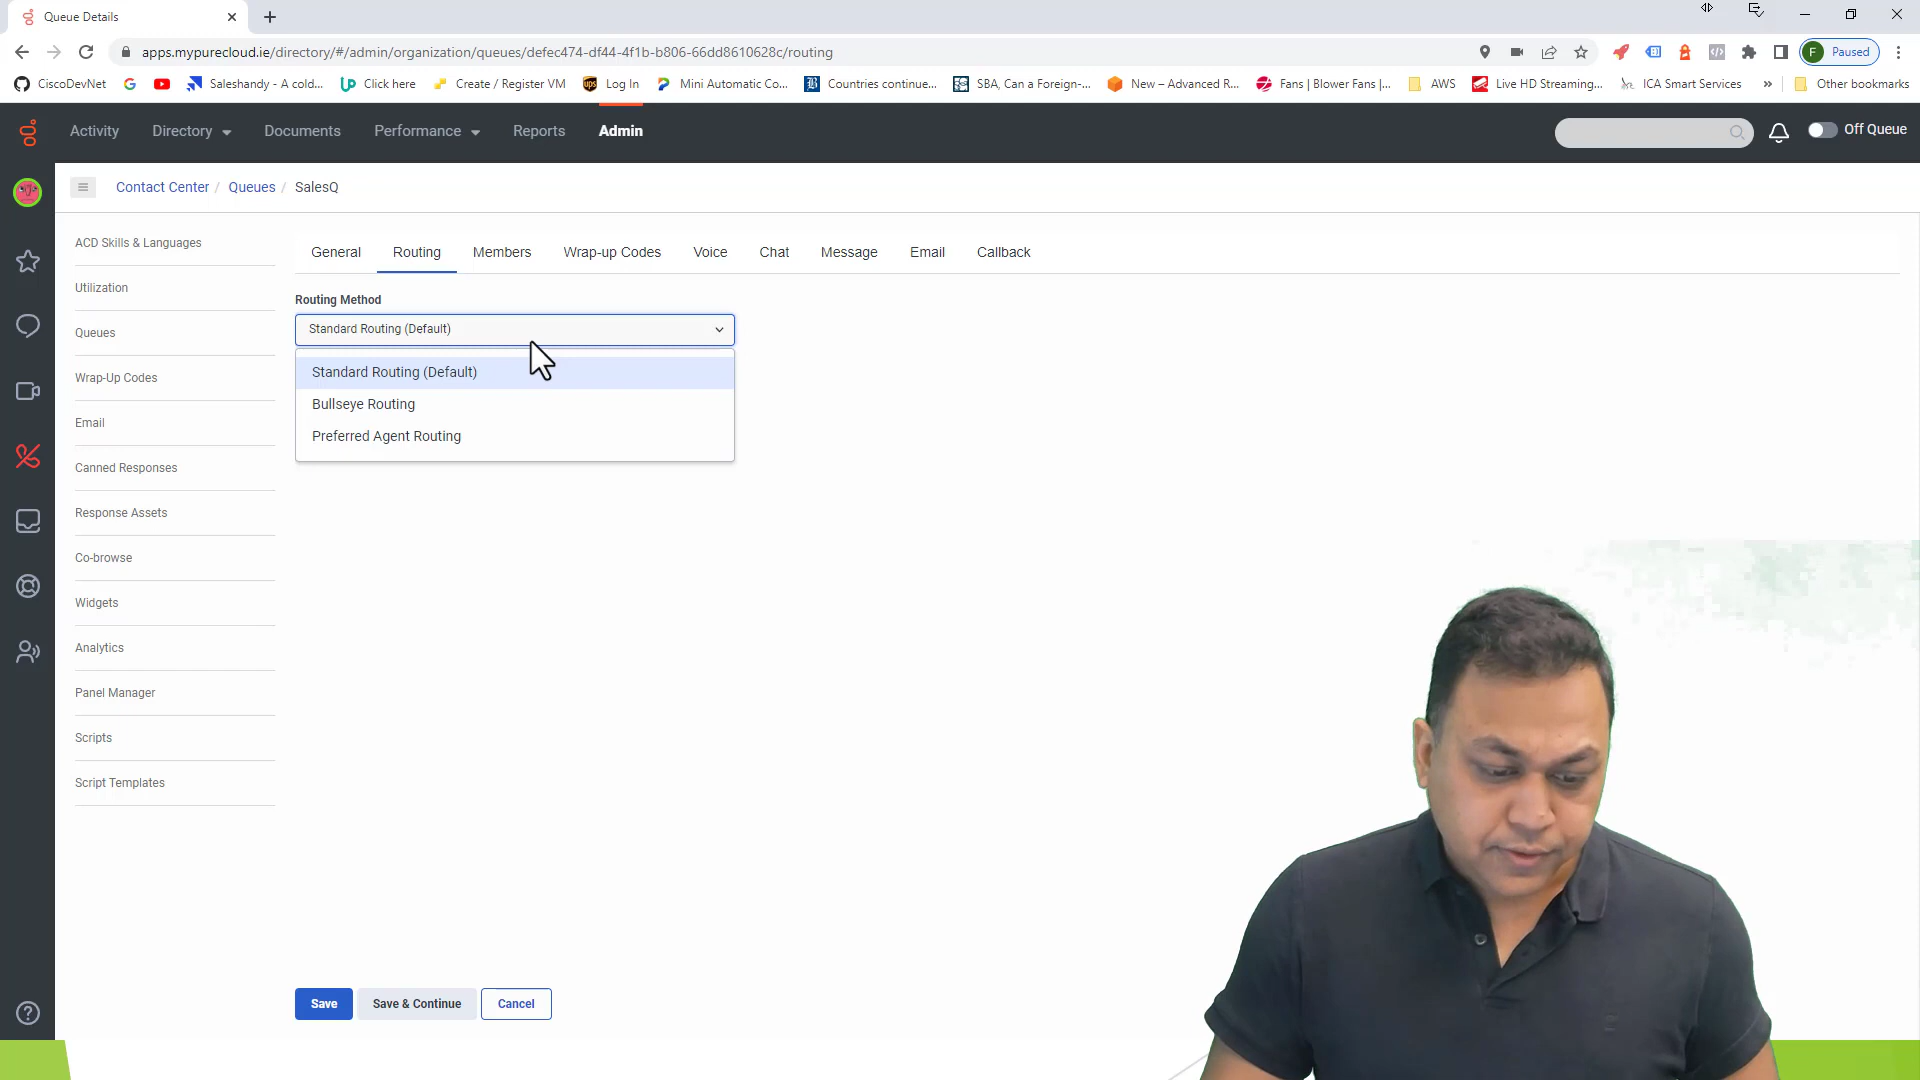 Queue Details
apps.mypurecloud.ie/directory/#/admin/organization/queues/defec474-df44-4f1b-b806-66dd8610628c/routing
F Paused
CiscoDevNet
Saleshandy - A cold...
Click here
Create / Register VM
ups Log In
Mini Automatic Co...
Countries continue...
SBA, Can a Foreign-...
New – Advanced R...
Fans | Blower Fans |...
AWS
Live HD Streaming...
ICA Smart Services
»
Other bookmarks
Activity
Directory
Documents
Performance
Reports
Admin
Off Queue
Contact Center / Queues / SalesQ
ACD Skills & Languages
Utilization
Queues
Wrap-Up Codes
Email
Canned Responses
Response Assets
Co-browse
Widgets
Analytics
Panel Manager
Scripts
Script Templates
General
Routing
Members
Wrap-up Codes
Voice
Chat
Message
Email
Callback
Routing Method
Standard Routing (Default)
Standard Routing (Default)
Bullseye Routing
Preferred Agent Routing
Save
Save & Continue
Cancel